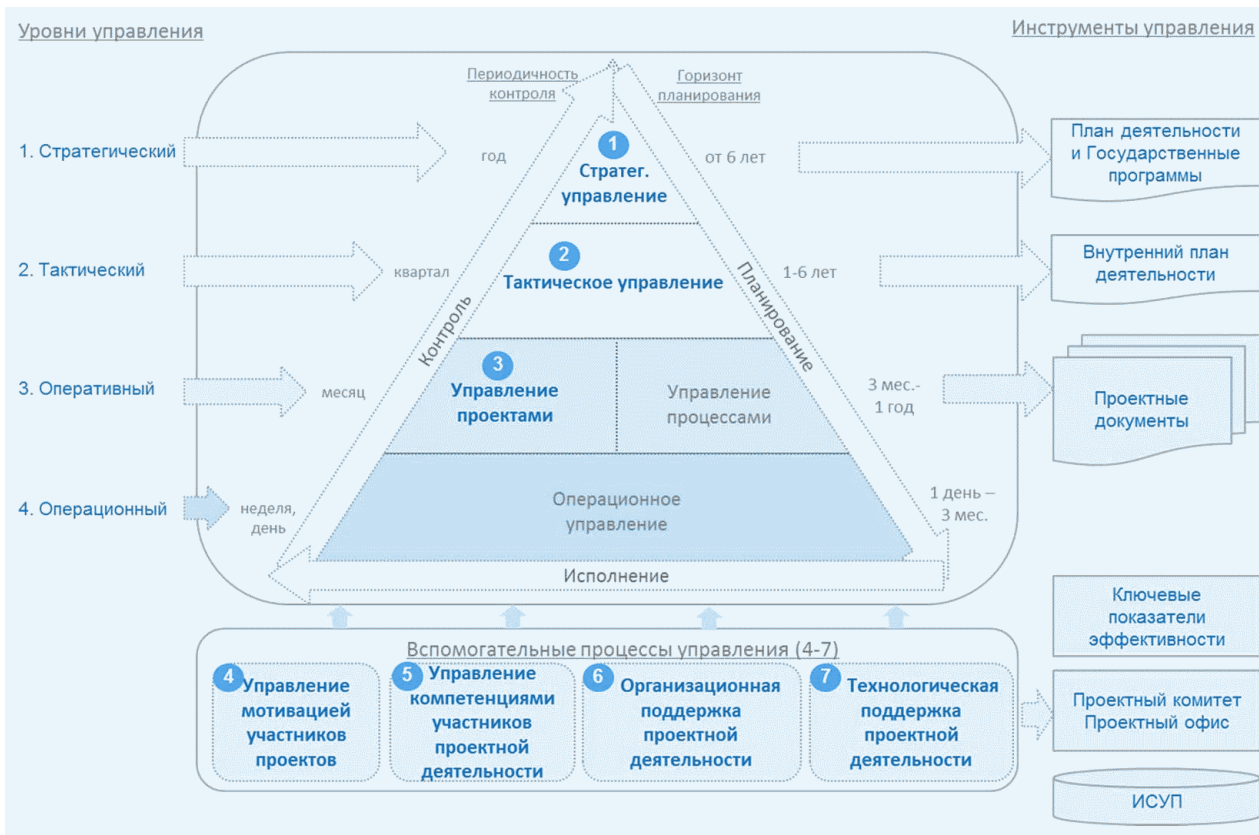 Уровни управления
Инструменты управления
Периодичность
контроля
Горизонт
планирования
1. Стратегический
год
1
Стратег.
управление
от 6 лет
План деятельности
и Государственные
программы
2. Тактический
квартал
2
Тактическое управление
1-6 лет
Внутренний план
деятельности
Контроль
Планирование
3. Оперативный
месяц
3
Управление
проектами
Управление
процессами
3 мес.-
1 год
Проектные
документы
4. Операционный
неделя,
день
Операционное
управление
1 день –
3 мес.
Исполнение
Ключевые
показатели
эффективности
Вспомогательные процессы управления (4-7)
4
Управление
мотивацией
участников
проектов
5
Управление
компетенциями
участников
проектной
деятельности
6
Организационная
поддержка
проектной
деятельности
7
Технологическая
поддержка
проектной
деятельности
Проектный комитет
Проектный офис
ИСУП